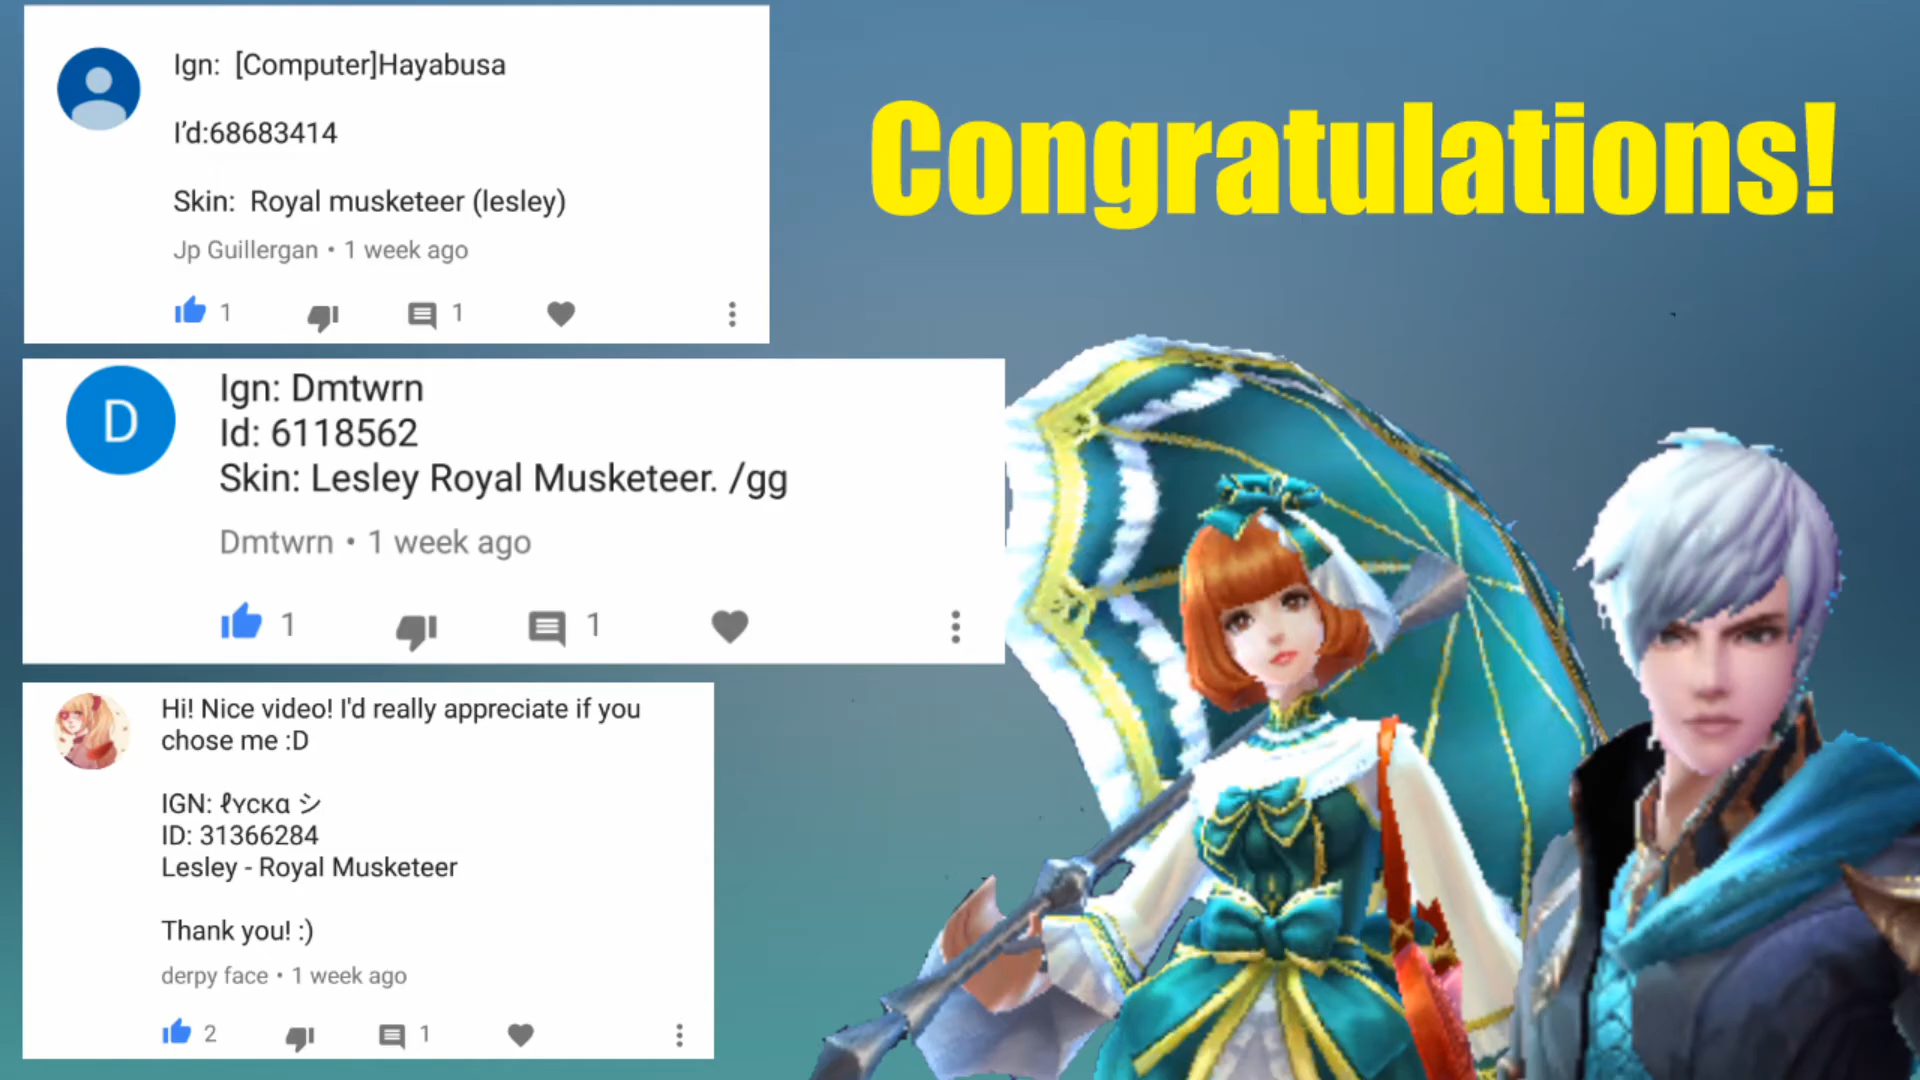 Ign:  [Computer]Hayabusa
I'd:68683414
Skin:  Royal musketeer (lesley)
Jp Guillergan • 1 week ago
1 1
Congratulations!
D
Ign: Dmtwrn
Id: 6118562
Skin: Lesley Royal Musketeer. /gg
Dmtwrn • 1 week ago
1 1
Hi! Nice video! I'd really appreciate if you
chose me :D
IGN: ℓʏcĸα シ
ID: 31366284
Lesley - Royal Musketeer
Thank you! :)
derpy face • 1 week ago
2 1